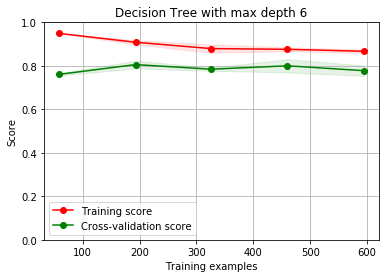 Decision Tree with max depth 6
1.0
0.8
0.6
0.4
0.2
0.0
Score
Training score
Cross-validation score
100 200 300 400 500 600
Training examples